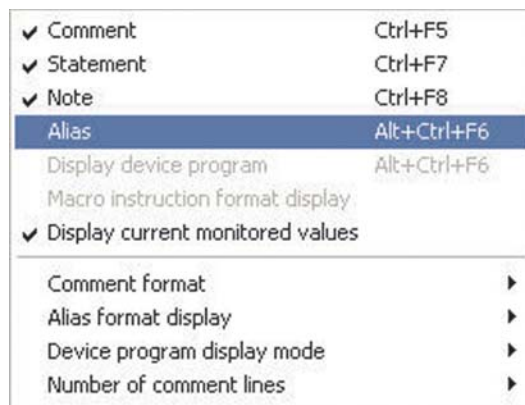 Comment Ctrl+F5
Statement Ctrl+F7
Note Ctrl+F8
Alias Alt+Ctrl+F6
Display device program Alt+Ctrl+F6
Macro instruction format display
Display current monitored values
Comment format
Alias format display
Device program display mode
Number of comment lines